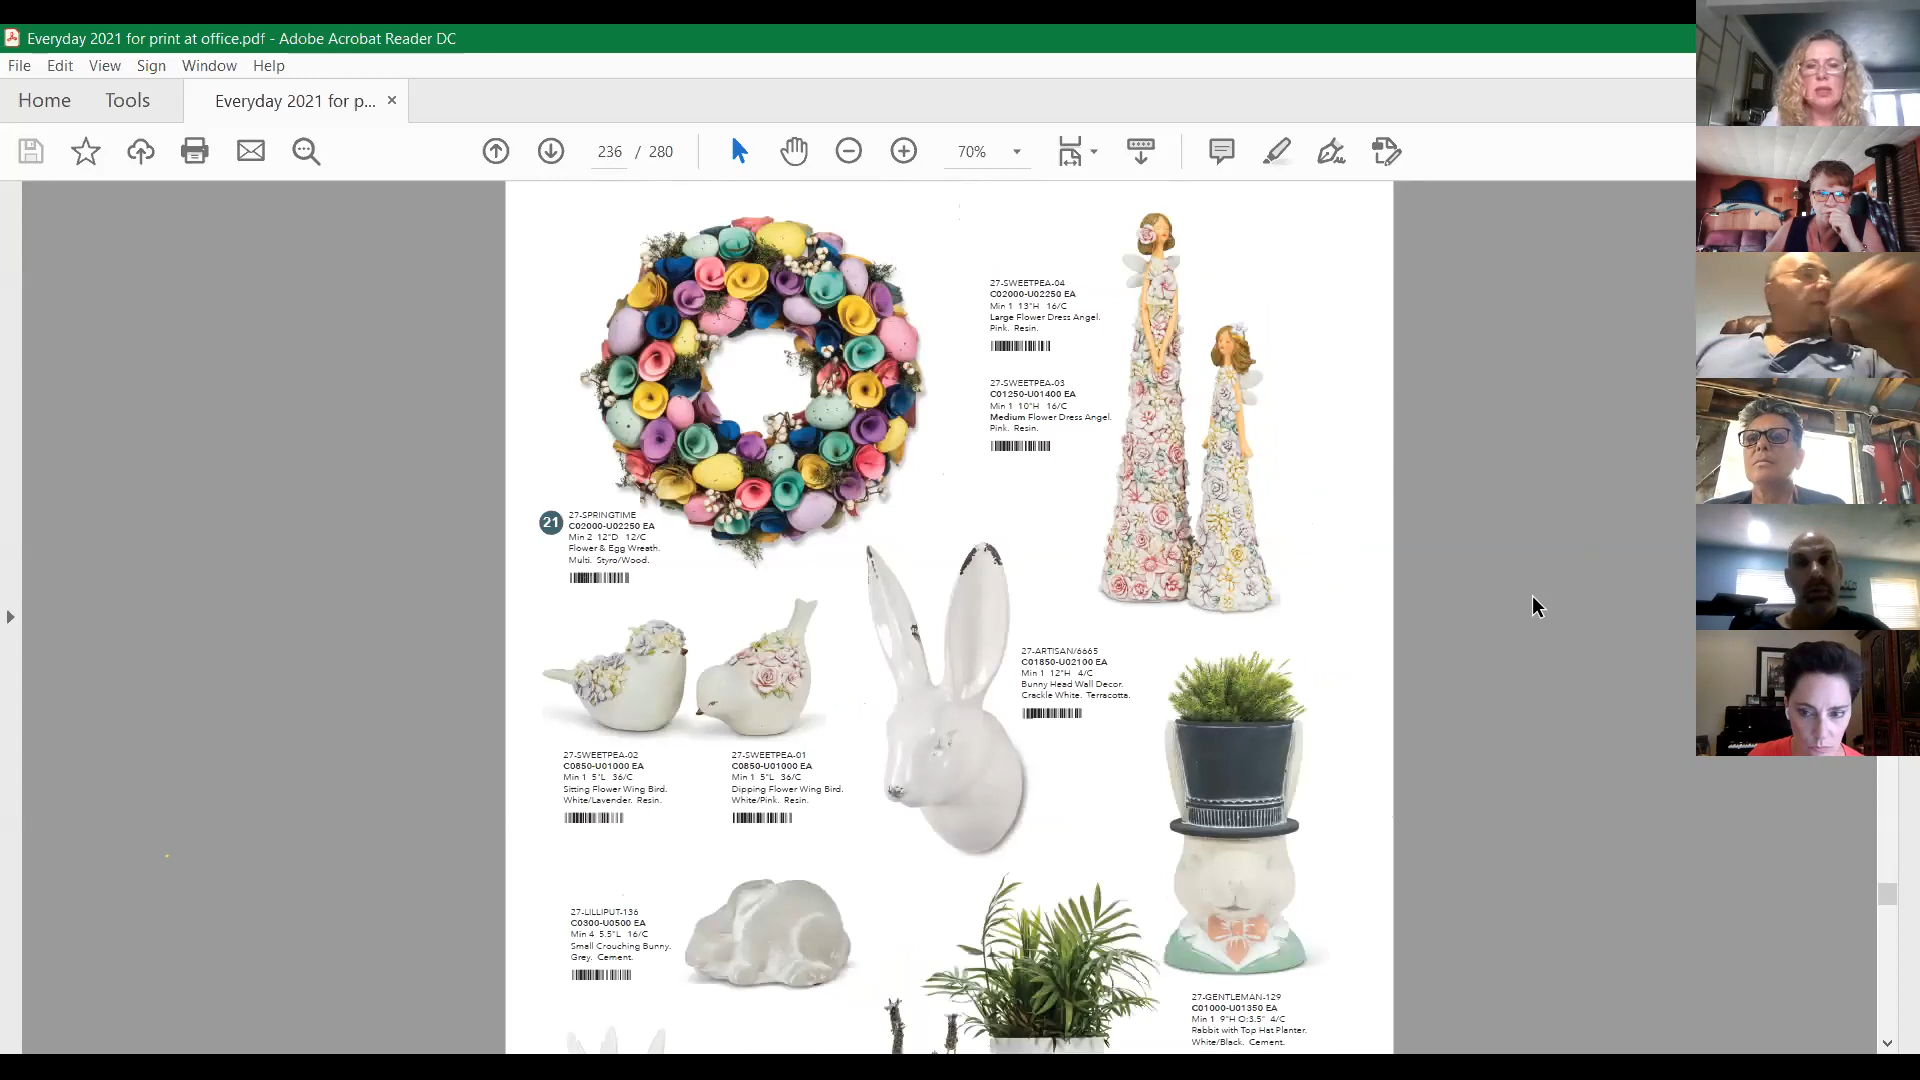 Everyday 2021 for print at office.pdf - Adobe Acrobat Reader DC
File Edit View Sign Window Help
Home Tools Everyday 2021 for p... ×
236 / 280 70%
27-SWEETPEA-04
C02000-U02250 EA
Min 1 13"H 16/C
Large Flower Dress Angel.
Pink. Resin.
27-SWEETPEA-03
C01250-U01400 EA
Min 1 10"H 16/C
Medium Flower Dress Angel.
Pink. Resin.
21
27-SPRINGTIME
C02000-U02250 EA
Min 2 12"D 12/C
Flower & Egg Wreath.
Multi. Styro/Wood.
27-ARTISAN/6665
C01850-U02100 EA
Min 1 12"H 4/C
Bunny Head Wall Decor.
Crackle White. Terracotta.
27-SWEETPEA-02
C0850-U01000 EA
Min 1 5"L 36/C
Sitting Flower Wing Bird.
White/Lavender. Resin.
27-SWEETPEA-01
C0850-U01000 EA
Min 1 5"L 36/C
Dipping Flower Wing Bird.
White/Pink. Resin.
27-LILLIPUT-136
C0300-U0500 EA
Min 4 5.5"L 16/C
Small Crouching Bunny.
Grey. Cement.
27-GENTLEMAN-129
C01000-U01350 EA
Min 1 9"H O:3.5" 4/C
Rabbit with Top Hat Planter.
White/Black. Cement.